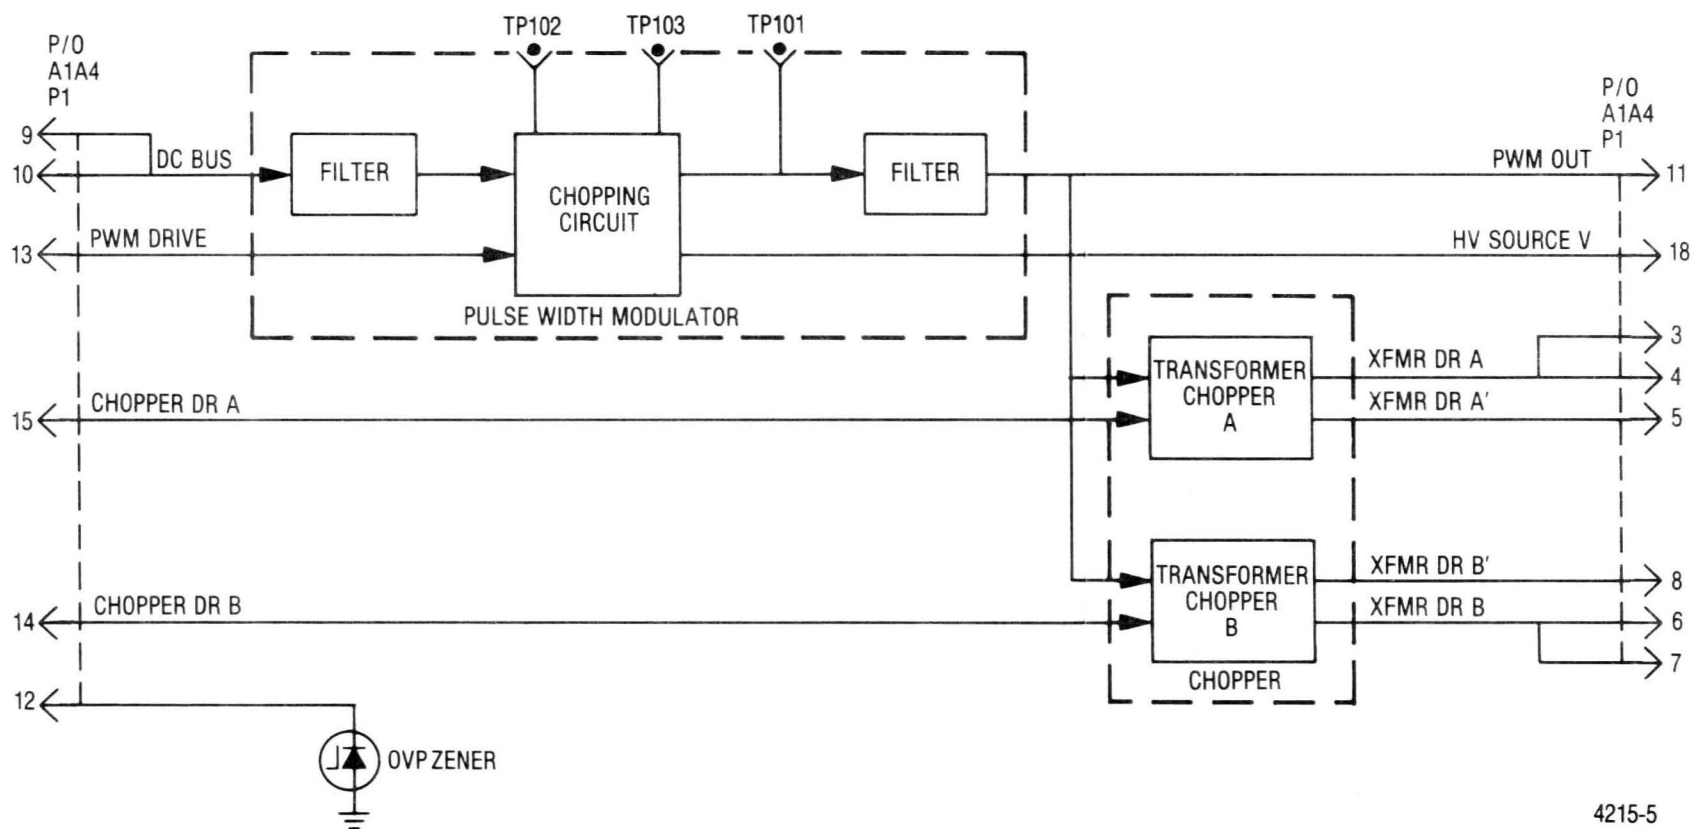 TP102
TP103
TP101
P/O
A1A4
P1
P/O
A1A4
P1
9
10
DC BUS
FILTER
CHOPPING
CIRCUIT
FILTER
PWM OUT
11
13
PWM DRIVE
HV SOURCE V
18
PULSE WIDTH MODULATOR
3
TRANSFORMER
CHOPPER
A
XFMR DR A
4
15
CHOPPER DR A
XFMR DR A'
5
TRANSFORMER
CHOPPER
B
XFMR DR B'
8
14
CHOPPER DR B
XFMR DR B
6
7
CHOPPER
12
OVP ZENER
4215-5